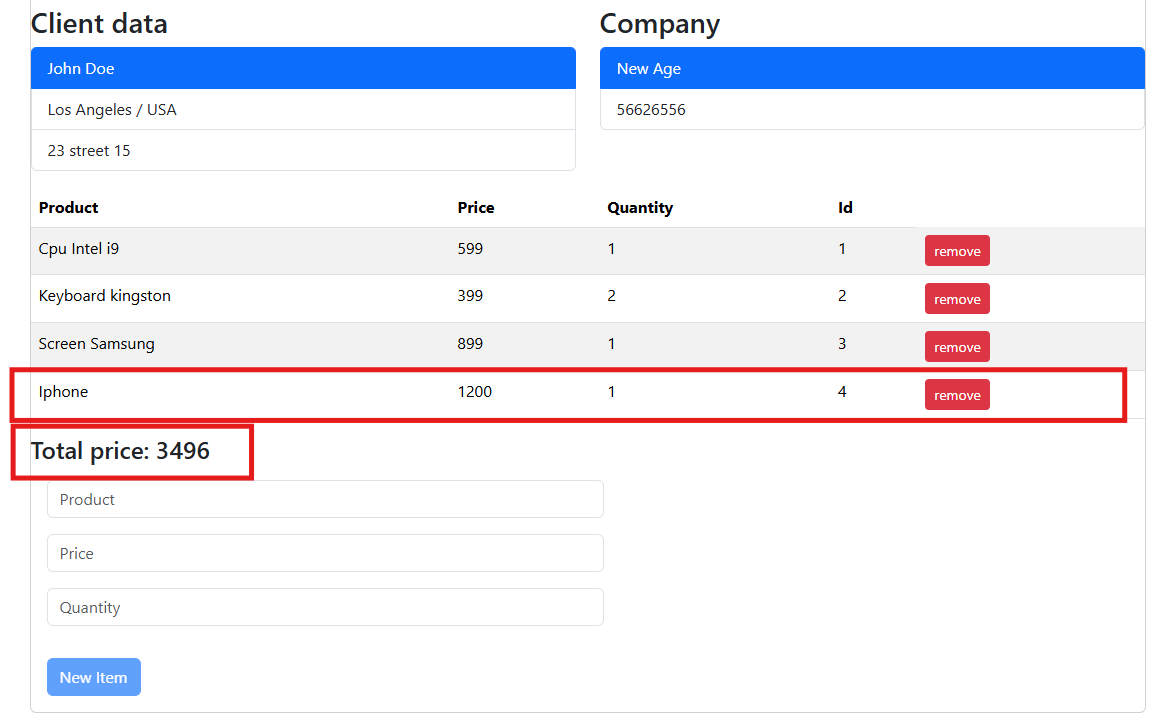 Client data
John Doe
Los Angeles / USA
23 street 15
Company
New Age
56626556
Product Price Quantity Id
Cpu Intel i9 599 1 1 remove
Keyboard kingston 399 2 2 remove
Screen Samsung 899 1 3 remove
Iphone 1200 1 4 remove
Total price: 3496
Product
Price
Quantity
New Item